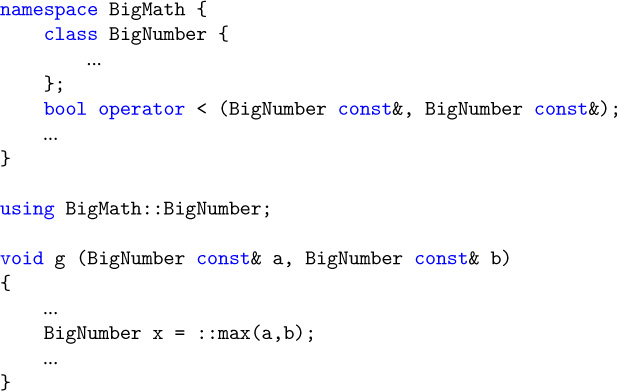 namespace BigMath {
    class BigNumber {
        ...
    };
    bool operator < (BigNumber const&, BigNumber const&);
    ...
}

using BigMath::BigNumber;

void g (BigNumber const& a, BigNumber const& b)
{
    ...
    BigNumber x = ::max(a,b);
    ...
}